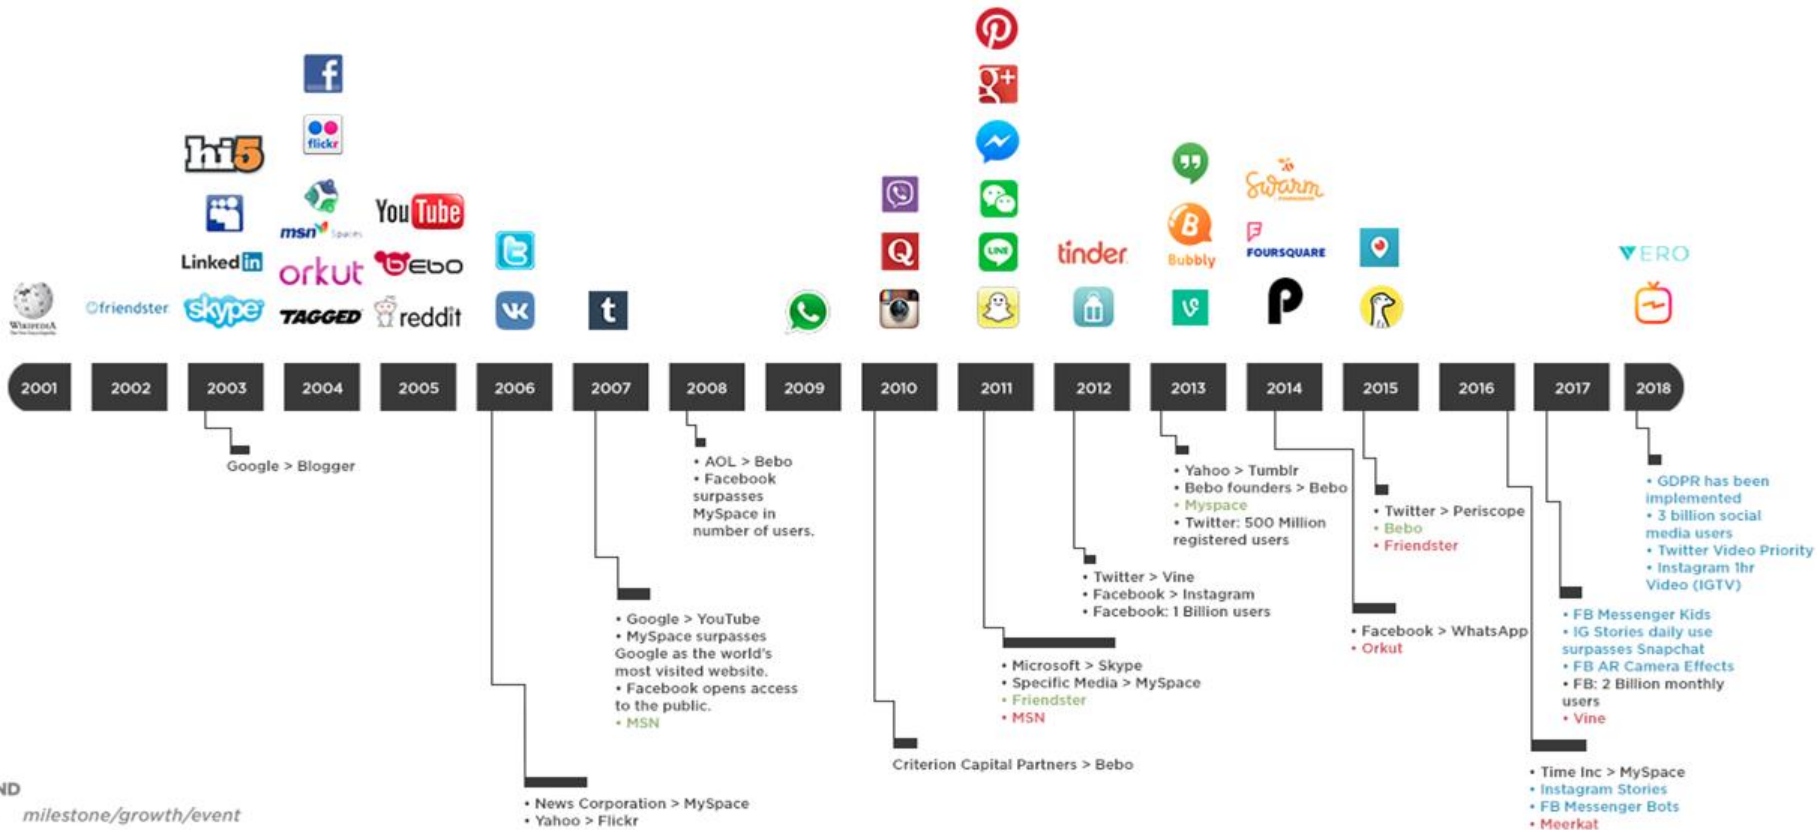 hi5
flickr
msn Spaces
You Tube
Linked in
orkut
Bebo
WIKIPEDIA
friendster
skype
TAGGED
reddit
t
Q
g+
LINE
tinder
B
Bubbly
Swarm
FOURSQUARE
VERO
2001
2002
2003
2004
2005
2006
2007
2008
2009
2010
2011
2012
2013
2014
2015
2016
2017
2018
Google > Blogger
• News Corporation > MySpace
• Yahoo > Flickr
• Google > YouTube
• MySpace surpasses
Google as the world's
most visited website.
• Facebook opens access
to the public.
• MSN
• AOL > Bebo
• Facebook
surpasses
MySpace in
number of users.
Criterion Capital Partners > Bebo
• Microsoft > Skype
• Specific Media > MySpace
• Friendster
• MSN
• Twitter > Vine
• Facebook > Instagram
• Facebook: 1 Billion users
• Yahoo > Tumblr
• Bebo founders > Bebo
• Myspace
• Twitter: 500 Million
registered users
• Facebook > WhatsApp
• Orkut
• Twitter > Periscope
• Bebo
• Friendster
• Time Inc > MySpace
• Instagram Stories
• FB Messenger Bots
• Meerkat
• FB Messenger Kids
• IG Stories daily use
surpasses Snapchat
• FB AR Camera Effects
• FB: 2 Billion monthly
users
• Vine
• GDPR has been
implemented
• 3 billion social
media users
• Twitter Video Priority
• Instagram 1hr
Video (IGTV)
ND
milestone/growth/event